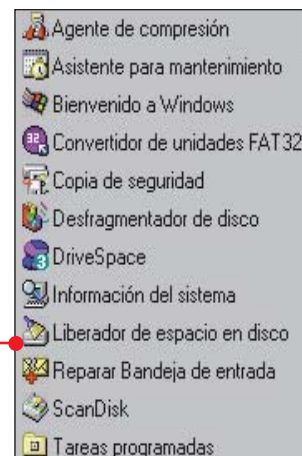 Agente de compresión
Asistente para mantenimiento
Bienvenido a Windows
Convertidor de unidades FAT32
Copia de seguridad
Desfragmentador de disco
DriveSpace
Información del sistema
Liberador de espacio en disco
Reparar Bandeja de entrada
ScanDisk
Tareas programadas